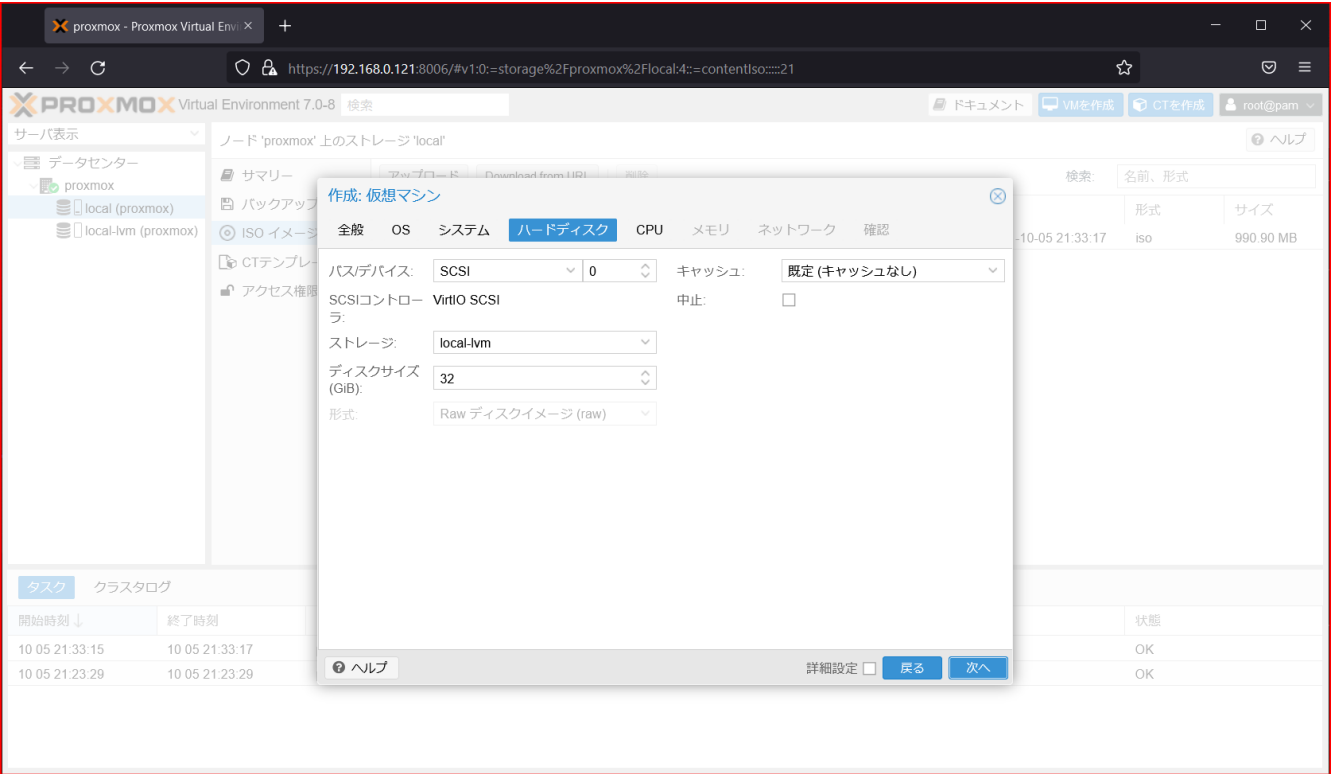 proxmox - Proxmox Virtual Envi
https://192.168.0.121:8006/#v1:0:=storage%2Fproxmox%2Flocal:4::=contentIso:::::21
PROXMOX Virtual Environment 7.0-8 検索 ドキュメント VMを作成 CTを作成 root@pam
サーバ表示
ノード 'proxmox' 上のストレージ 'local' ヘルプ
データセンター
proxmox
local (proxmox)
local-lvm (proxmox)
サマリー
バックアップ
ISO イメージ
CTテンプレー
アクセス権限
アップロード Download from URL 削除 検索: 名前、形式
形式 サイズ
-10-05 21:33:17 iso 990.90 MB
作成: 仮想マシン
全般 OS システム ハードディスク CPU メモリ ネットワーク 確認
バス/デバイス: SCSI 0 キャッシュ: 既定 (キャッシュなし)
SCSIコントローラ: VirtIO SCSI 中止:
ストレージ: local-lvm
ディスクサイズ (GiB): 32
形式: Raw ディスクイメージ (raw)
ヘルプ 詳細設定 戻る 次へ
タスク クラスタログ
開始時刻 終了時刻 状態
10 05 21:33:15 10 05 21:33:17 OK
10 05 21:23:29 10 05 21:23:29 OK